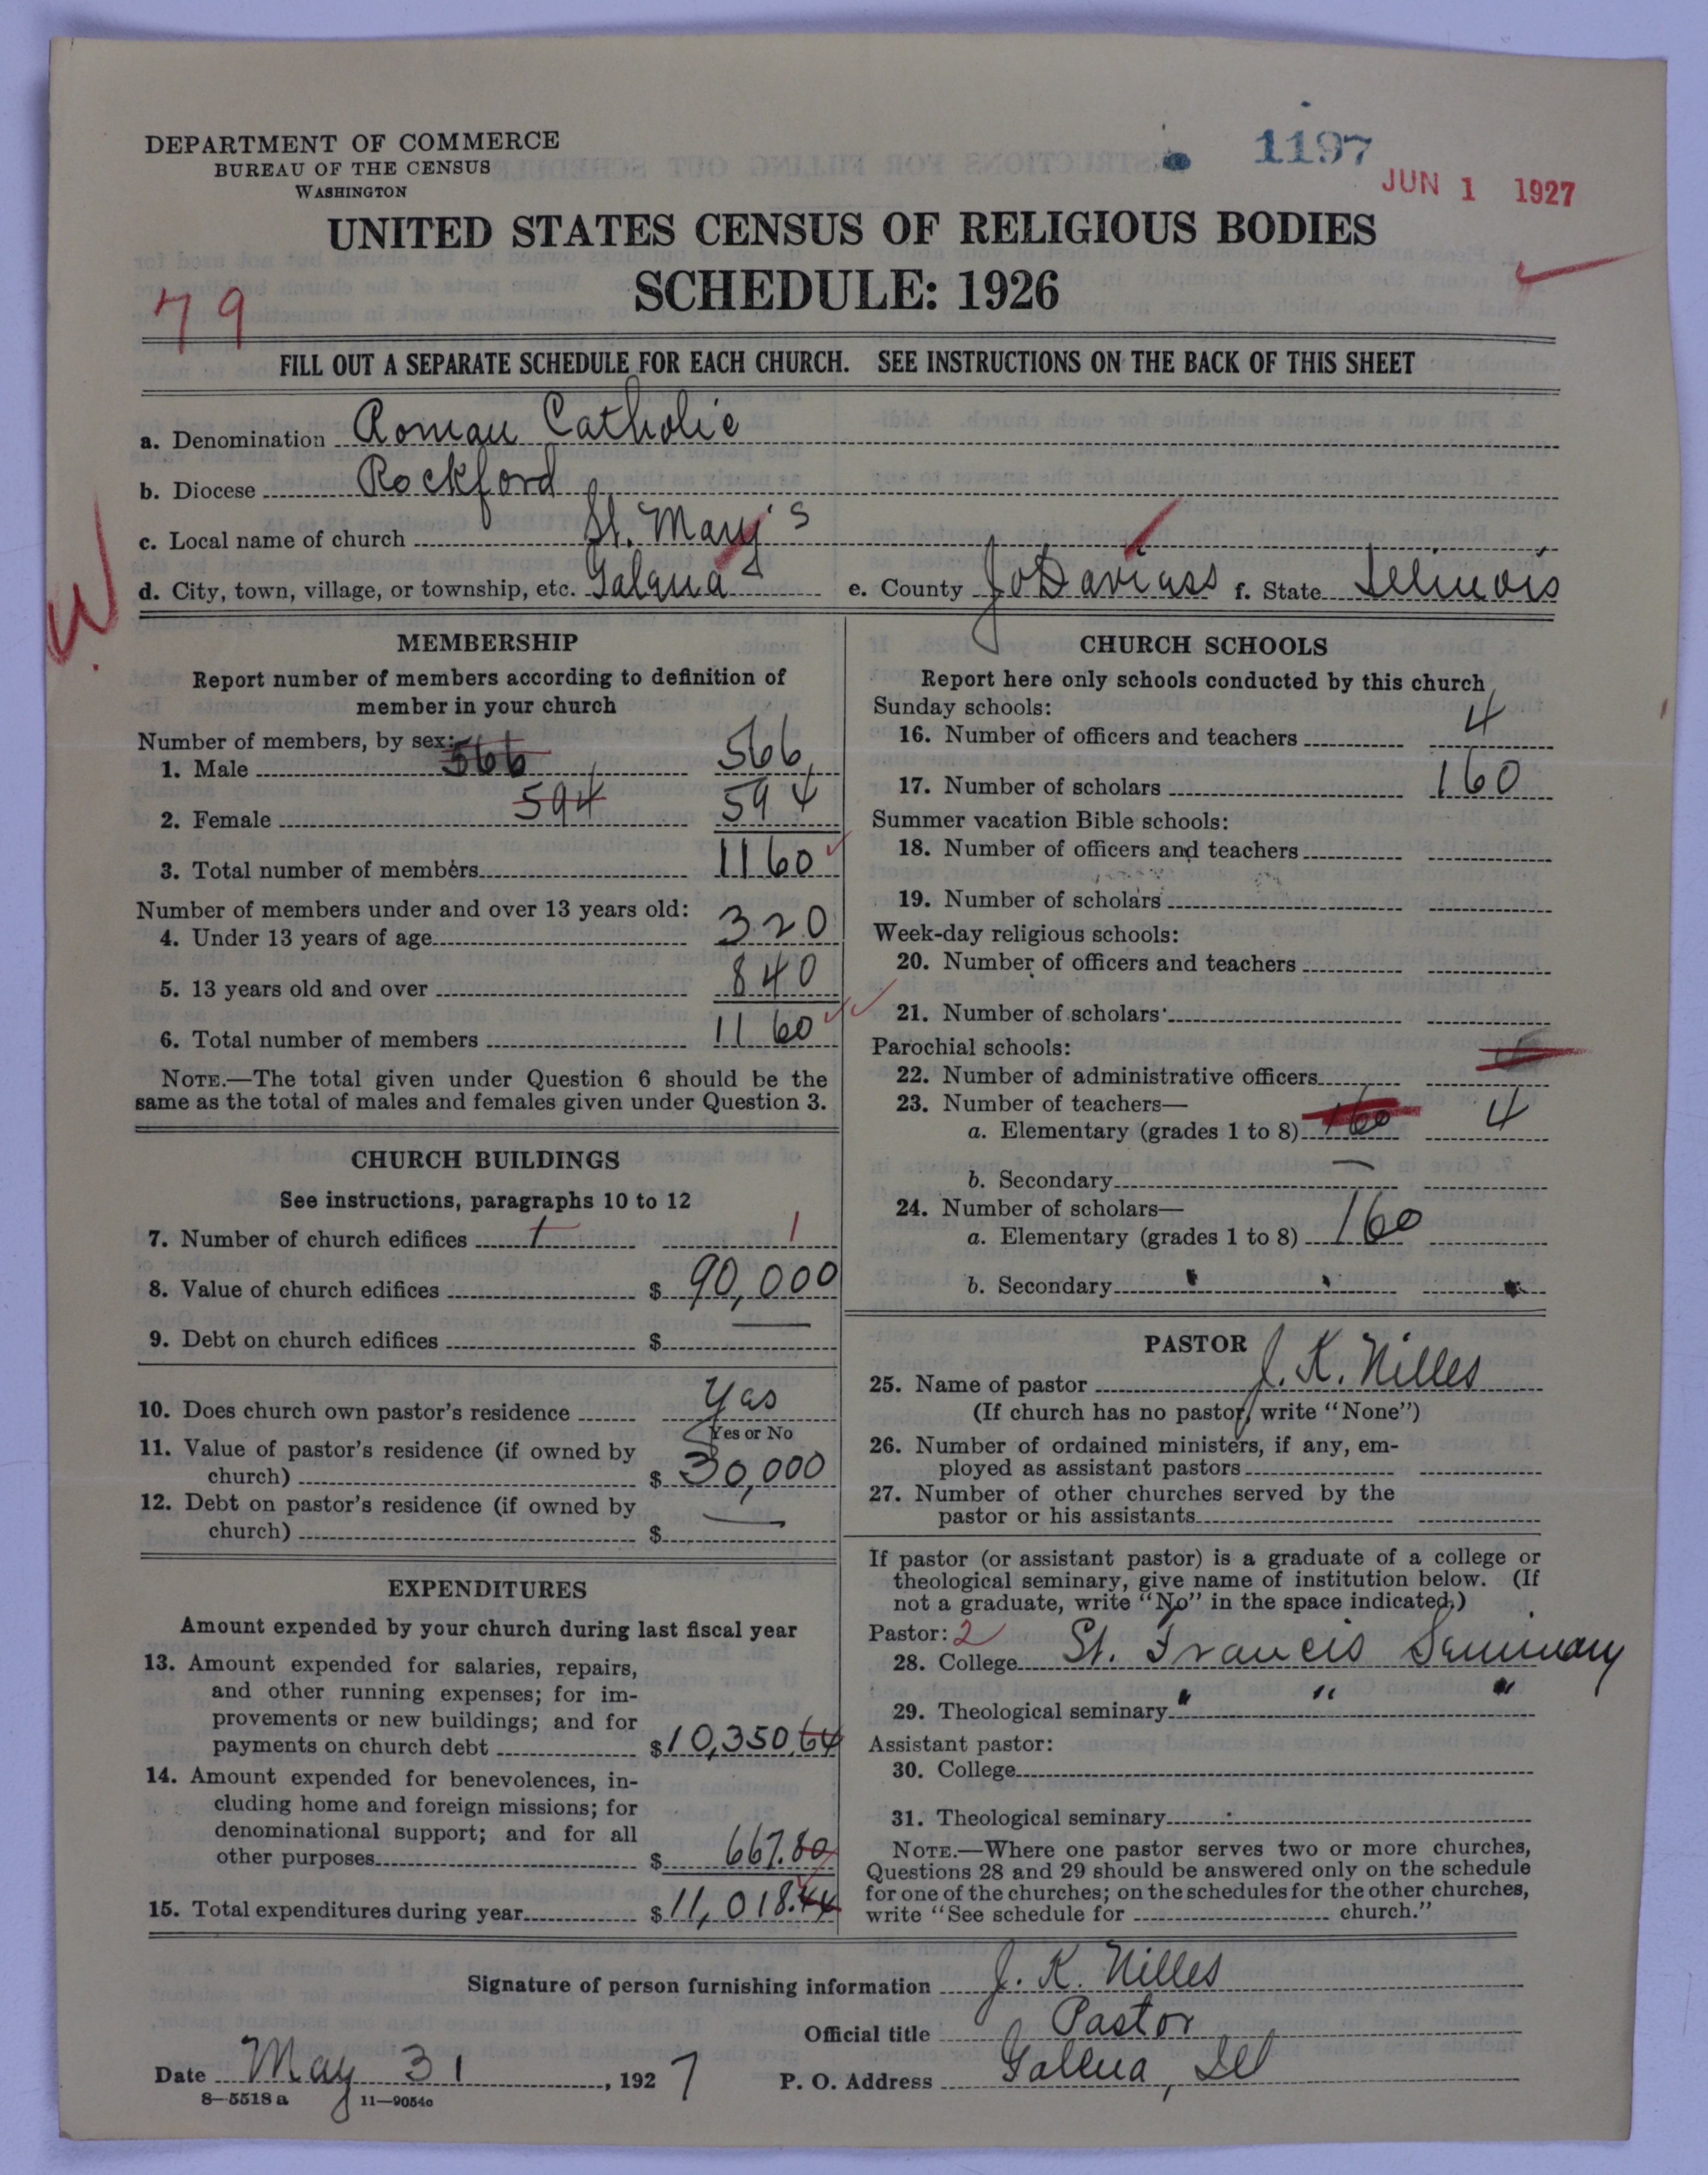 DEPARTMENT OF COMMERCE
BUREAU OF THE CENSUS
WASHINGTON
1197
JUN 1 1927
UNITED STATES CENSUS OF RELIGIOUS BODIES
SCHEDULE: 1926
79
FILL OUT A SEPARATE SCHEDULE FOR EACH CHURCH. SEE INSTRUCTIONS ON THE BACK OF THIS SHEET
a. Denomination Roman Catholic
b. Diocese Rockford
c. Local name of church St. Mary's
d. City, town, village, or township, etc. Galena e. County JoDaviess f. State Illinois
W
MEMBERSHIP
Report number of members according to definition of
member in your church
Number of members, by sex:
1. Male 566 566
2. Female 594 594
3. Total number of members 1160
Number of members under and over 13 years old:
4. Under 13 years of age 320
5. 13 years old and over 840
6. Total number of members 1160
NOTE.—The total given under Question 6 should be the
same as the total of males and females given under Question 3.
CHURCH BUILDINGS
See instructions, paragraphs 10 to 12
7. Number of church edifices 1 1
8. Value of church edifices $ 90,000
9. Debt on church edifices $ —
10. Does church own pastor's residence Yes
Yes or No
11. Value of pastor's residence (if owned by
church) $ 30,000
12. Debt on pastor's residence (if owned by
church) $ —
EXPENDITURES
Amount expended by your church during last fiscal year
13. Amount expended for salaries, repairs,
and other running expenses; for im-
provements or new buildings; and for
payments on church debt $10,350.64
14. Amount expended for benevolences, in-
cluding home and foreign missions; for
denominational support; and for all
other purposes $ 667.80
15. Total expenditures during year $11,018.44
CHURCH SCHOOLS
Report here only schools conducted by this church
Sunday schools:
16. Number of officers and teachers 4
17. Number of scholars 160
Summer vacation Bible schools:
18. Number of officers and teachers
19. Number of scholars
Week-day religious schools:
20. Number of officers and teachers
21. Number of scholars
Parochial schools:
22. Number of administrative officers
23. Number of teachers—
a. Elementary (grades 1 to 8) 160 4
b. Secondary —
24. Number of scholars—
a. Elementary (grades 1 to 8) 160
b. Secondary
PASTOR
25. Name of pastor J. K. Nilles
(If church has no pastor, write "None")
26. Number of ordained ministers, if any, em-
ployed as assistant pastors
27. Number of other churches served by the
pastor or his assistants
If pastor (or assistant pastor) is a graduate of a college or
theological seminary, give name of institution below. (If
not a graduate, write "No" in the space indicated.)
Pastor: 2
28. College St. Francis Seminary
29. Theological seminary " " "
Assistant pastor:
30. College
31. Theological seminary
NOTE.—Where one pastor serves two or more churches,
Questions 28 and 29 should be answered only on the schedule
for one of the churches; on the schedules for the other churches,
write "See schedule for church."
Signature of person furnishing information J. K. Nilles
Official title Pastor
Date May 31, 1927 P. O. Address Galena, Ill
8—5518 a 11—9054o